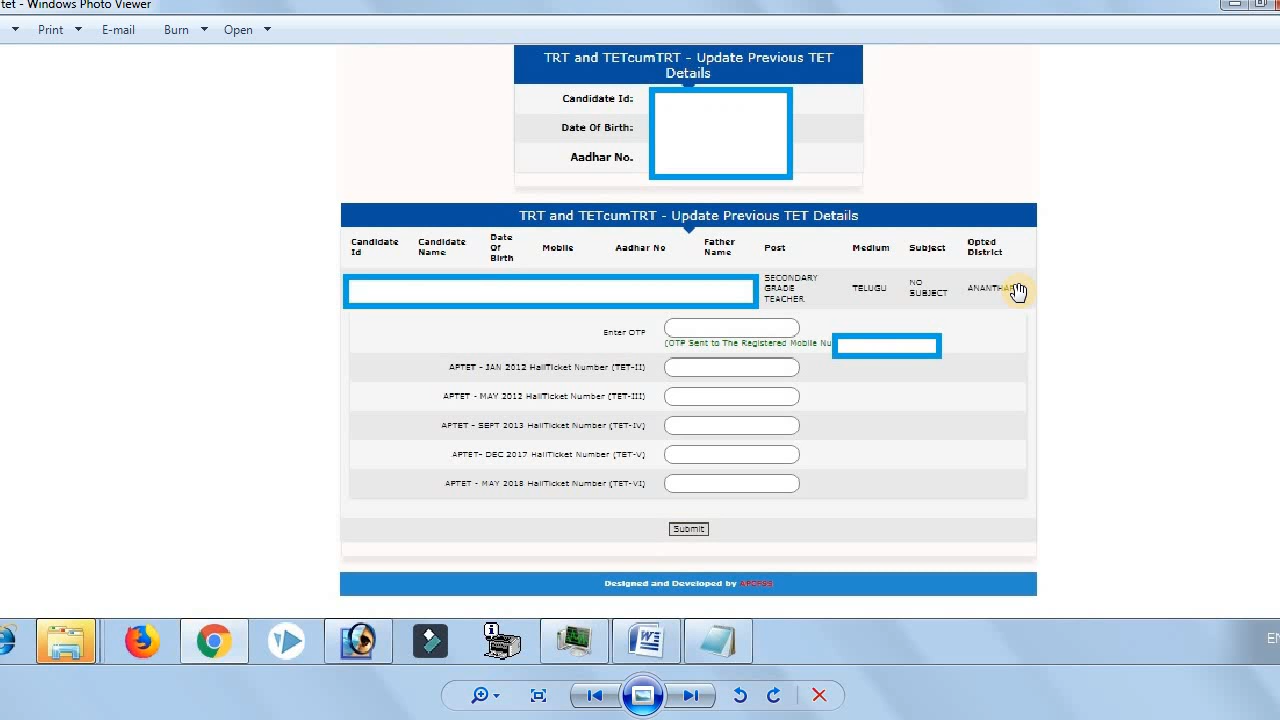 tet - Windows Photo Viewer
Print E-mail Burn Open
TRT and TETcumTRT - Update Previous TET
Details
Candidate Id:
Date Of Birth:
Aadhar No.
TRT and TETcumTRT - Update Previous TET Details
Candidate Id
Candidate Name
Date Of Birth
Mobile
Aadhar No
Father Name
Post
Medium
Subject
Opted District
SECONDARY
GRADE
TEACHER.
TELUGU
NO
SUBJECT
Enter OTP
(OTP Sent to The Registered Mobile Nu
APTET - JAN 2012 HallTicket Number (TET-II)
APTET - MAY 2012 HallTicket Number (TET-III)
APTET - SEPT 2013 HallTicket Number (TET-IV)
APTET- DEC 2017 HallTicket Number (TET-V)
APTET - MAY 2018 HallTicket Number (TET-VI)
Submit
Designed and Developed by APCFSS
EN